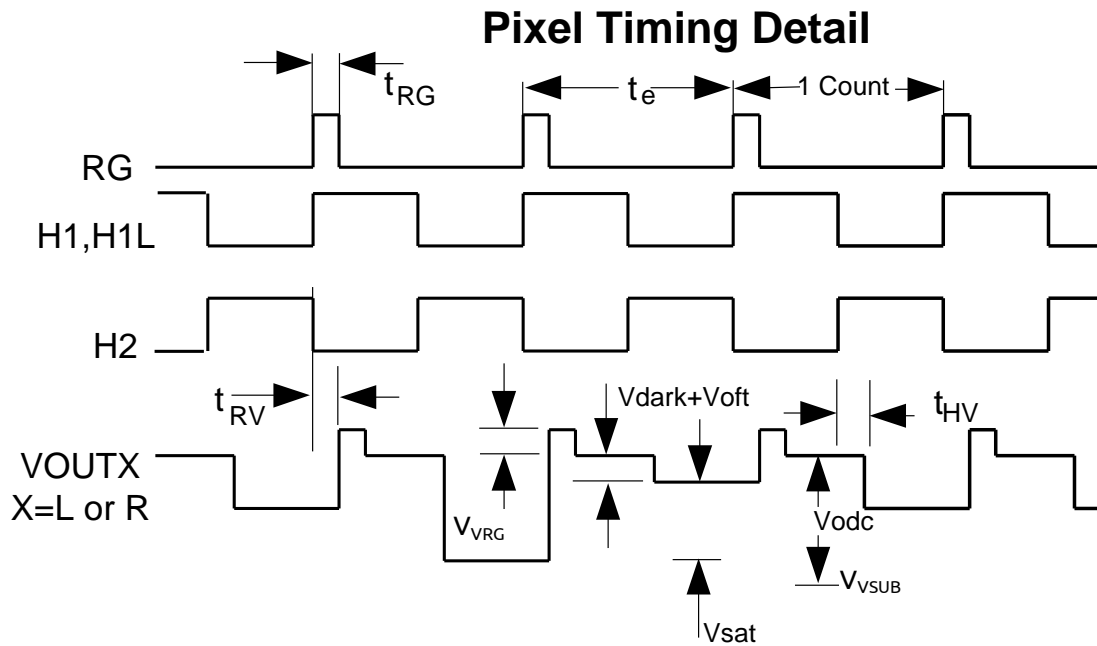 Pixel Timing Detail
tRG
te
1 Count
RG
H1,H1L
H2
tRV
Vdark+Voft
tHV
VOUTX
X=L or R
VVRG
Vodc
VVSUB
Vsat